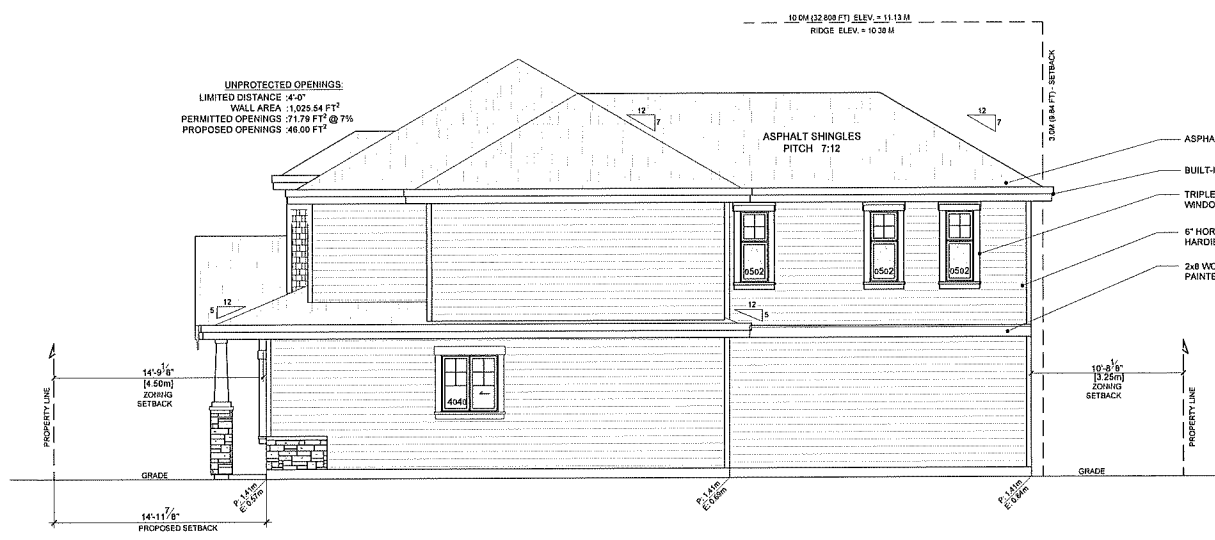 10.0M (32.808 FT) ELEV. = 11.13 M
RIDGE ELEV. = 10.38 M
3.0M (9.84 FT) - SETBACK
UNPROTECTED OPENINGS:
LIMITED DISTANCE :4'-0"
WALL AREA :1,025.54 FT²
PERMITTED OPENINGS :71.79 FT² @ 7%
PROPOSED OPENINGS :46.00 FT²
12
7
12
7
ASPHALT SHINGLES
PITCH 7:12
ASPHA
BUILT-I
TRIPLE
WINDO
6" HOR
HARDIE
2x8 WO
PAINTE
0502
0502
0502
12
5
12
5
4040
14'-9 1/8"
[4.50m]
ZONING
SETBACK
10'-8 1/8"
[3.25m]
ZONING
SETBACK
PROPERTY LINE
PROPERTY LINE
GRADE
GRADE
P: 1.41m
E: 0.57m
P: 1.41m
E: 0.69m
P: 1.41m
E: 0.64m
14'-11 7/8"
PROPOSED SETBACK